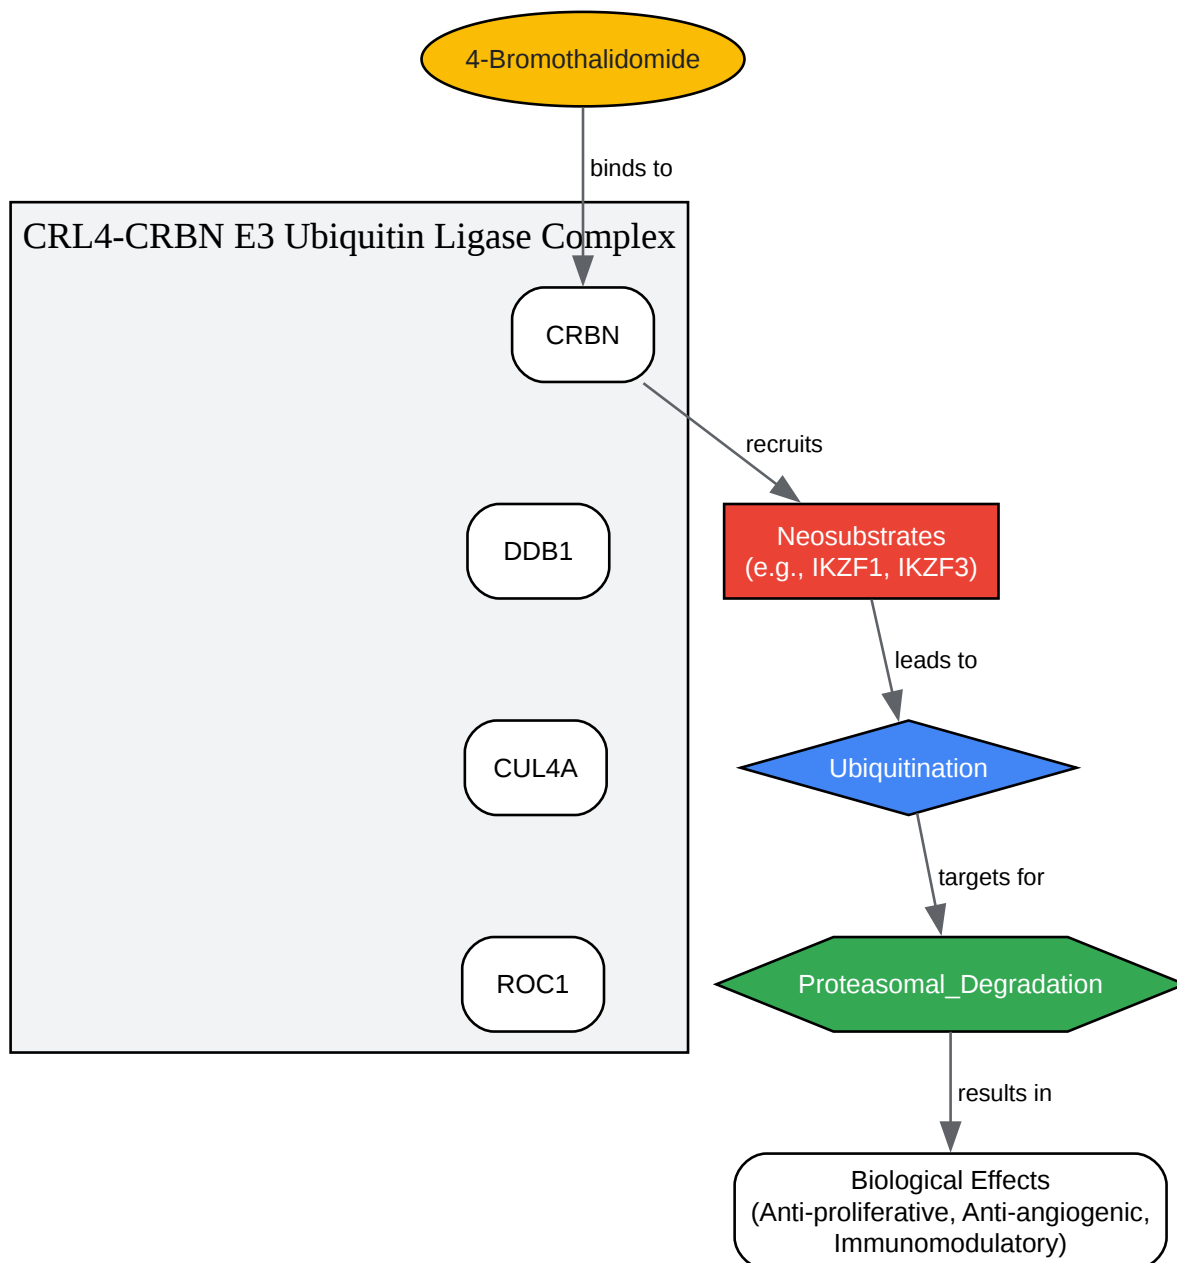 4-Bromothalidomide
binds to
CRL4-CRBN E3 Ubiquitin Ligase Complex
CRBN
recruits
DDB1
Neosubstrates
(e.g., IKZF1, IKZF3)
leads to
CUL4A
Ubiquitination
targets for
ROC1
Proteasomal_Degradation
results in
Biological Effects
(Anti-proliferative, Anti-angiogenic,
Immunomodulatory)